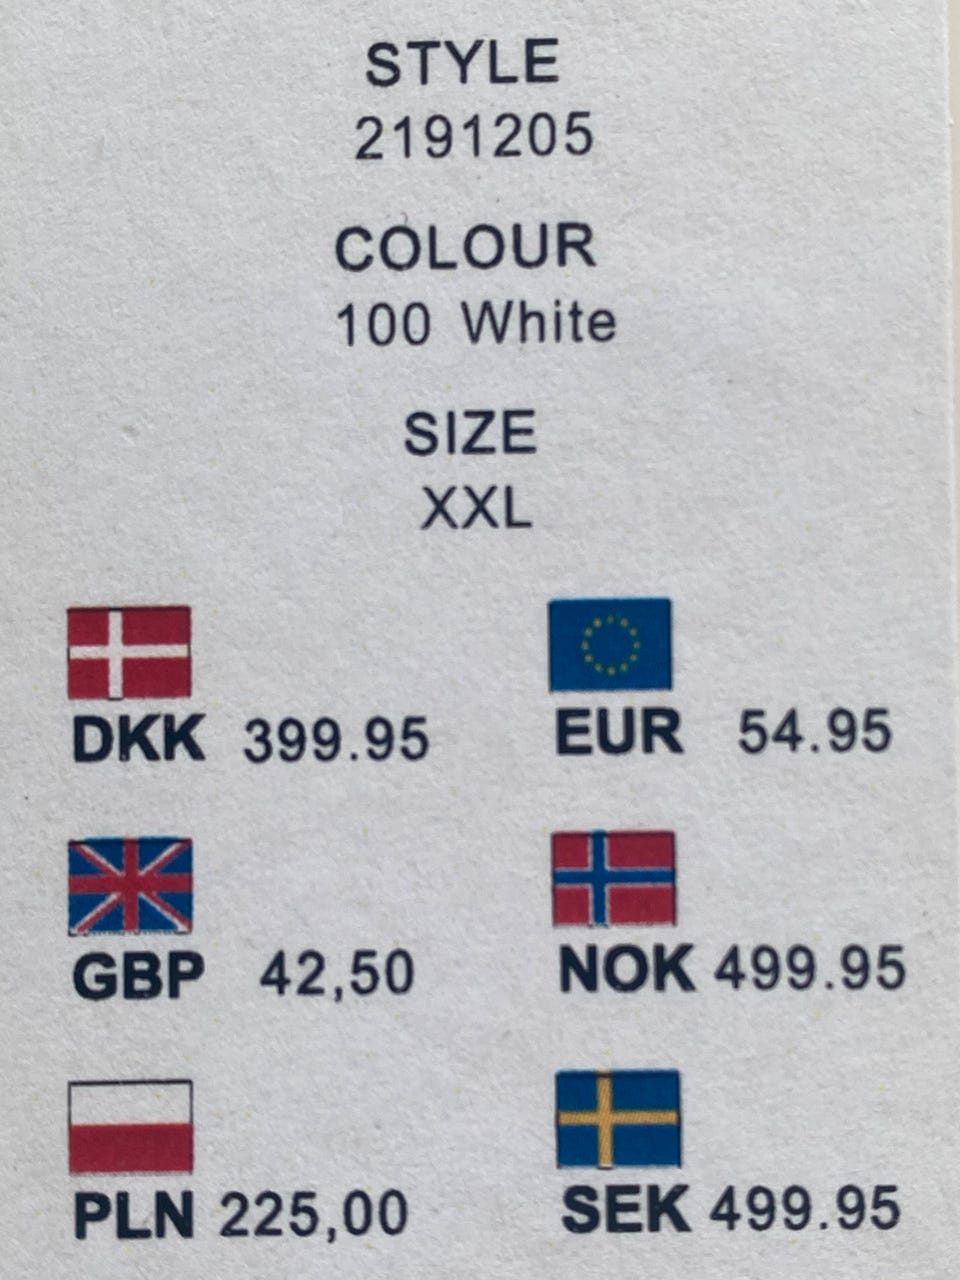 STYLE
2191205
COLOUR
100 White
SIZE
XXL
DKK 399.95 EUR 54.95
GBP 42,50 NOK 499.95
PLN 225,00 SEK 499.95